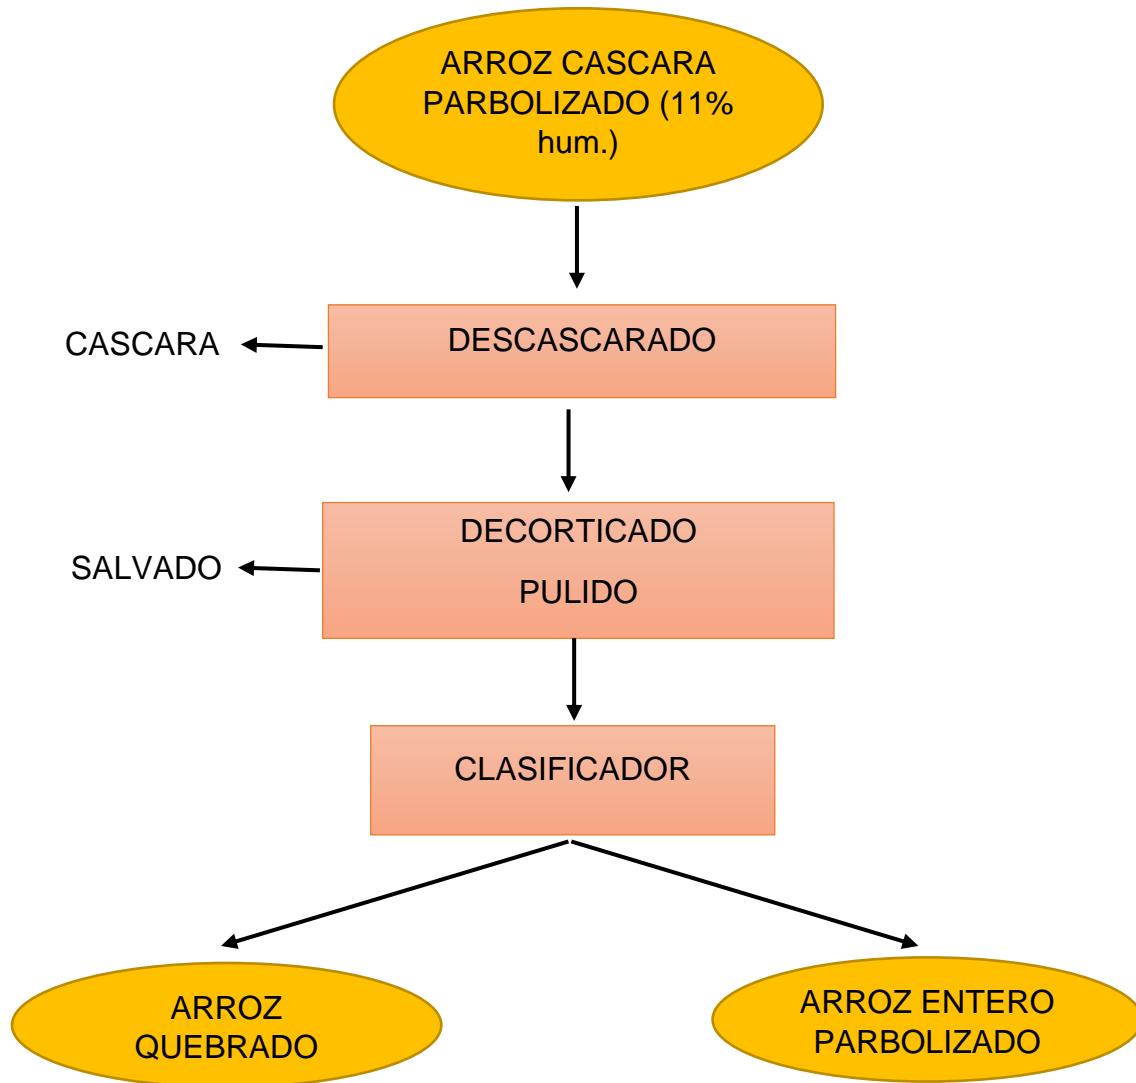 ARROZ CASCARA
PARBOLIZADO (11%
hum.)
CASCARA
DESCASCARADO
DECORTICADO
SALVADO
PULIDO
CLASIFICADOR
ARROZ
QUEBRADO
ARROZ ENTERO
PARBOLIZADO